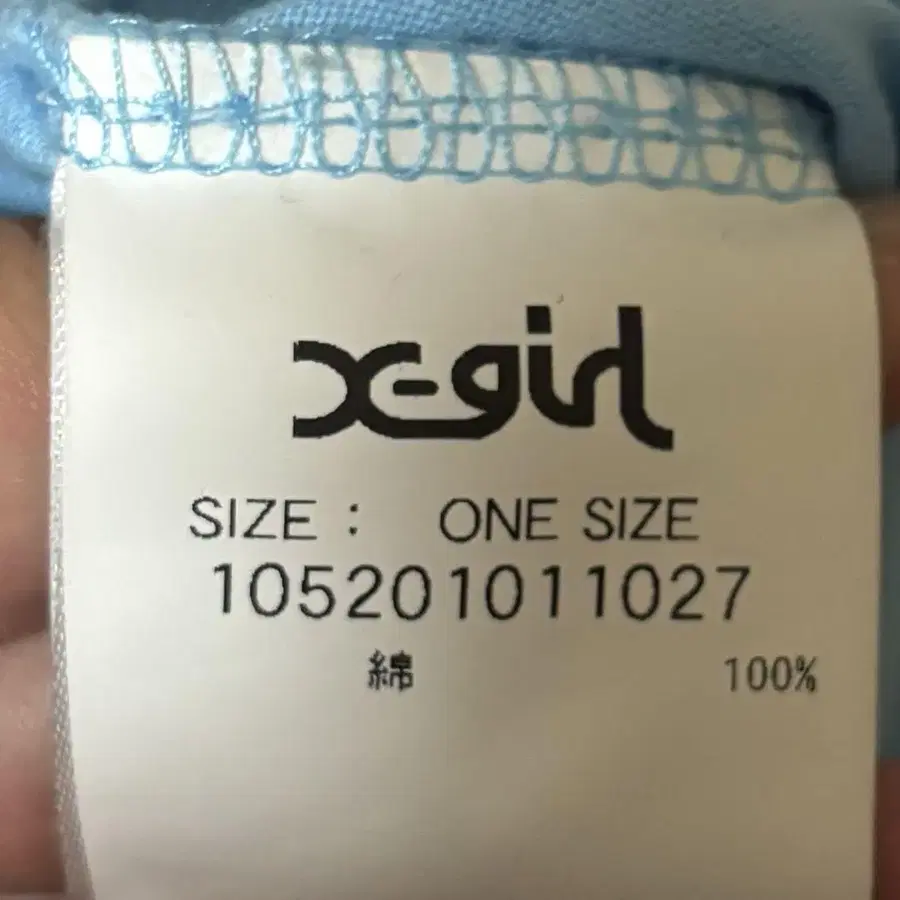 X-girl
SIZE : ONE SIZE
105201011027
綿 100%